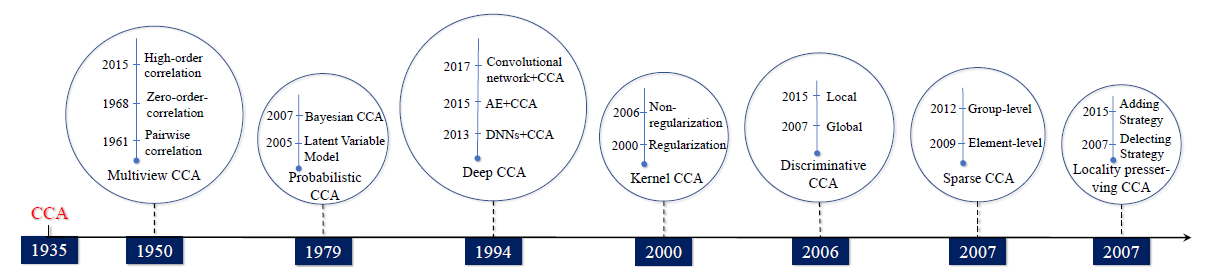 2015
High-order
correlation
1968
Zero-order-
correlation
1961
Pairwise
correlation
Multiview CCA
2007
Bayesian CCA
2005
Latent Variable
Model
Probabilistic
CCA
2017
Convolutional
network+CCA
2015
AE+CCA
2013
DNNs+CCA
Deep CCA
2006
Non-
regularization
2000
Regularization
Kernel CCA
2015
Local
2007
Global
Discriminative
CCA
2012
Group-level
2009
Element-level
Sparse CCA
2015
Adding
Strategy
2007
Delecting
Strategy
Locality presser-
ving CCA
CCA
1935
1950
1979
1994
2000
2006
2007
2007